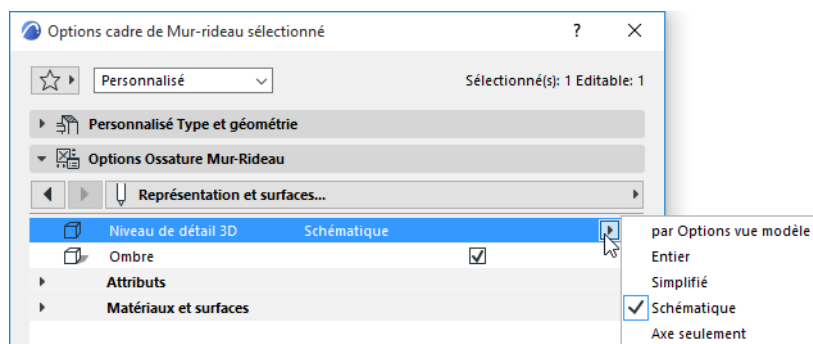 Options cadre de Mur-rideau sélectionné ?
Personnalisé Sélectionné(s): 1 Editable: 1
Personnalisé Type et géométrie
Options Ossature Mur-Rideau
Représentation et surfaces...
Niveau de détail 3D Schématique
Ombre
Attributs
Matériaux et surfaces
par Options vue modèle
Entier
Simplifié
Schématique
Axe seulement